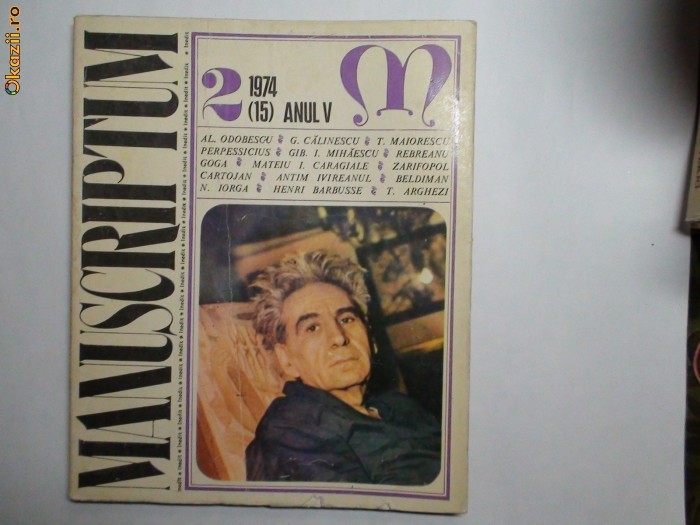 Okazii.ro
MANUSCRIPTUM
2 1974
(15) ANUL V
M
AL. ODOBESCU G. CĂLINESCU T. MAIORESCU
PERPESSICIUS GIB. I. MIHĂESCU REBREANU
GOGA MATEIU I. CARAGIALE ZARIFOPOL
CARTOJAN ANTIM IVIREANUL BELDIMAN
N. IORGA HENRI BARBUSSE T. ARGHEZI